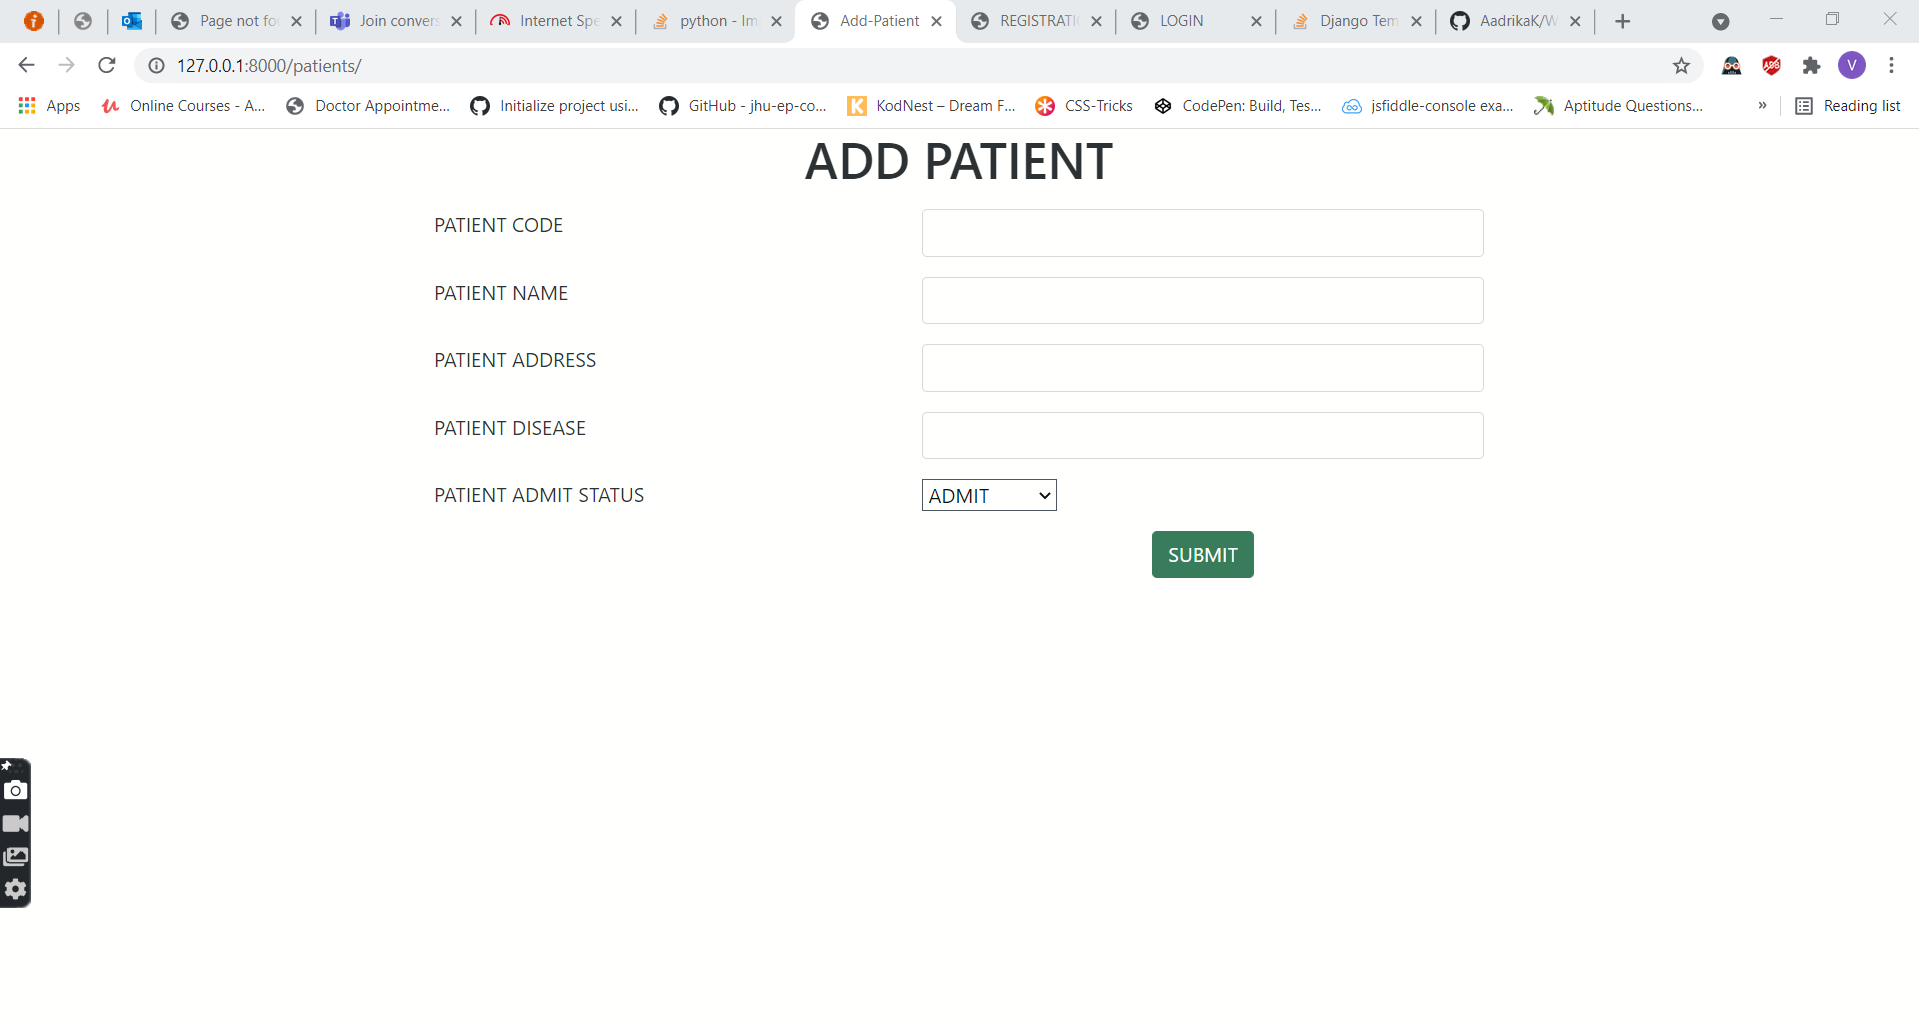 Page not fo
Join convers
Internet Spe
python - Im
Add-Patient
REGISTRATI
LOGIN
Django Tem
AadrikaK/W
127.0.0.1:8000/patients/
V
Apps
Online Courses - A...
Doctor Appointme...
Initialize project usi...
GitHub - jhu-ep-co...
KodNest – Dream F...
CSS-Tricks
CodePen: Build, Tes...
jsfiddle-console exa...
Aptitude Questions...
»
Reading list
ADD PATIENT
PATIENT CODE
PATIENT NAME
PATIENT ADDRESS
PATIENT DISEASE
PATIENT ADMIT STATUS
ADMIT
SUBMIT